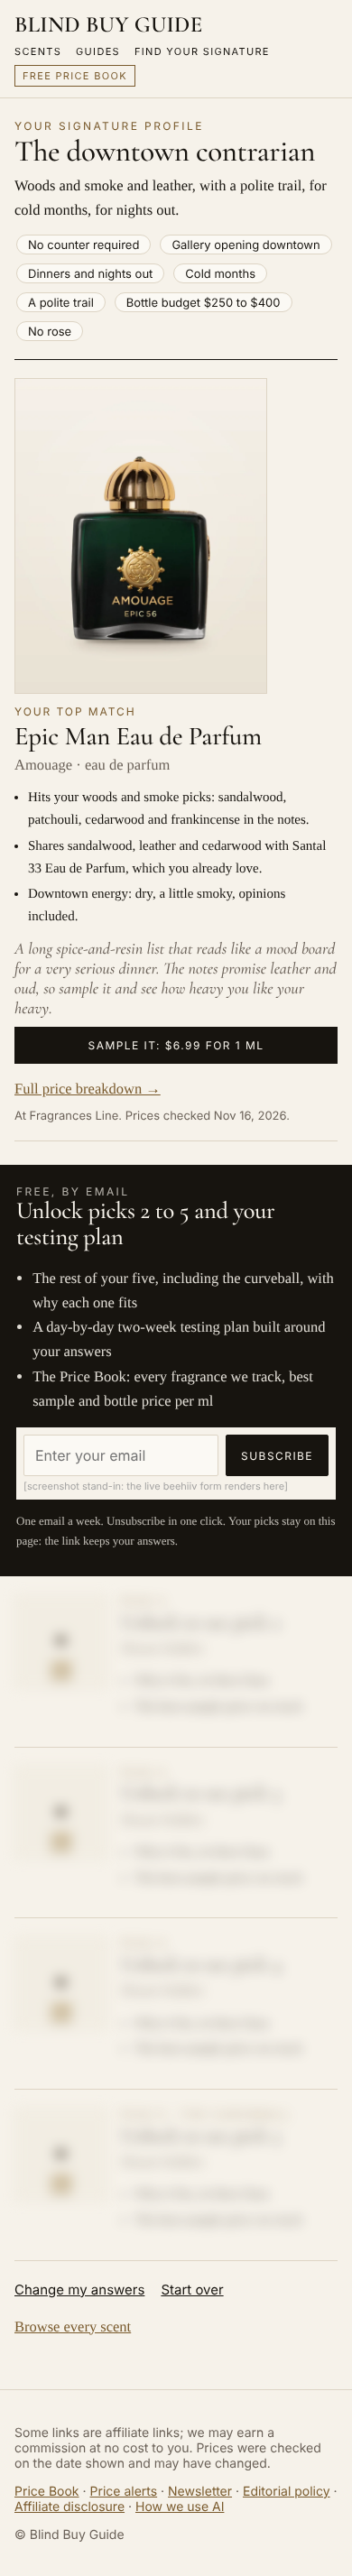 BLIND BUY GUIDE
SCENTS GUIDES FIND YOUR SIGNATURE
FREE PRICE BOOK
YOUR SIGNATURE PROFILE
The downtown contrarian
Woods and smoke and leather, with a polite trail, for
cold months, for nights out.
No counter required Gallery opening downtown
Dinners and nights out Cold months
A polite trail Bottle budget $250 to $400
No rose
AMOUAGE
EPIC 56
YOUR TOP MATCH
Epic Man Eau de Parfum
Amouage · eau de parfum
• Hits your woods and smoke picks: sandalwood,
patchouli, cedarwood and frankincense in the notes.
• Shares sandalwood, leather and cedarwood with Santal
33 Eau de Parfum, which you already love.
• Downtown energy: dry, a little smoky, opinions
included.
A long spice-and-resin list that reads like a mood board
for a very serious dinner. The notes promise leather and
oud, so sample it and see how heavy you like your
heavy.
SAMPLE IT: $6.99 FOR 1 ML
Full price breakdown →
At Fragrances Line. Prices checked Nov 16, 2026.
FREE, BY EMAIL
Unlock picks 2 to 5 and your
testing plan
• The rest of your five, including the curveball, with
why each one fits
• A day-by-day two-week testing plan built around
your answers
• The Price Book: every fragrance we track, best
sample and bottle price per ml
Enter your email SUBSCRIBE
[screenshot stand-in: the live beehiiv form renders here]
One email a week. Unsubscribe in one click. Your picks stay on this
page: the link keeps your answers.
Change my answers Start over
Browse every scent
Some links are affiliate links; we may earn a
commission at no cost to you. Prices were checked
on the date shown and may have changed.
Price Book · Price alerts · Newsletter · Editorial policy ·
Affiliate disclosure · How we use AI
© Blind Buy Guide